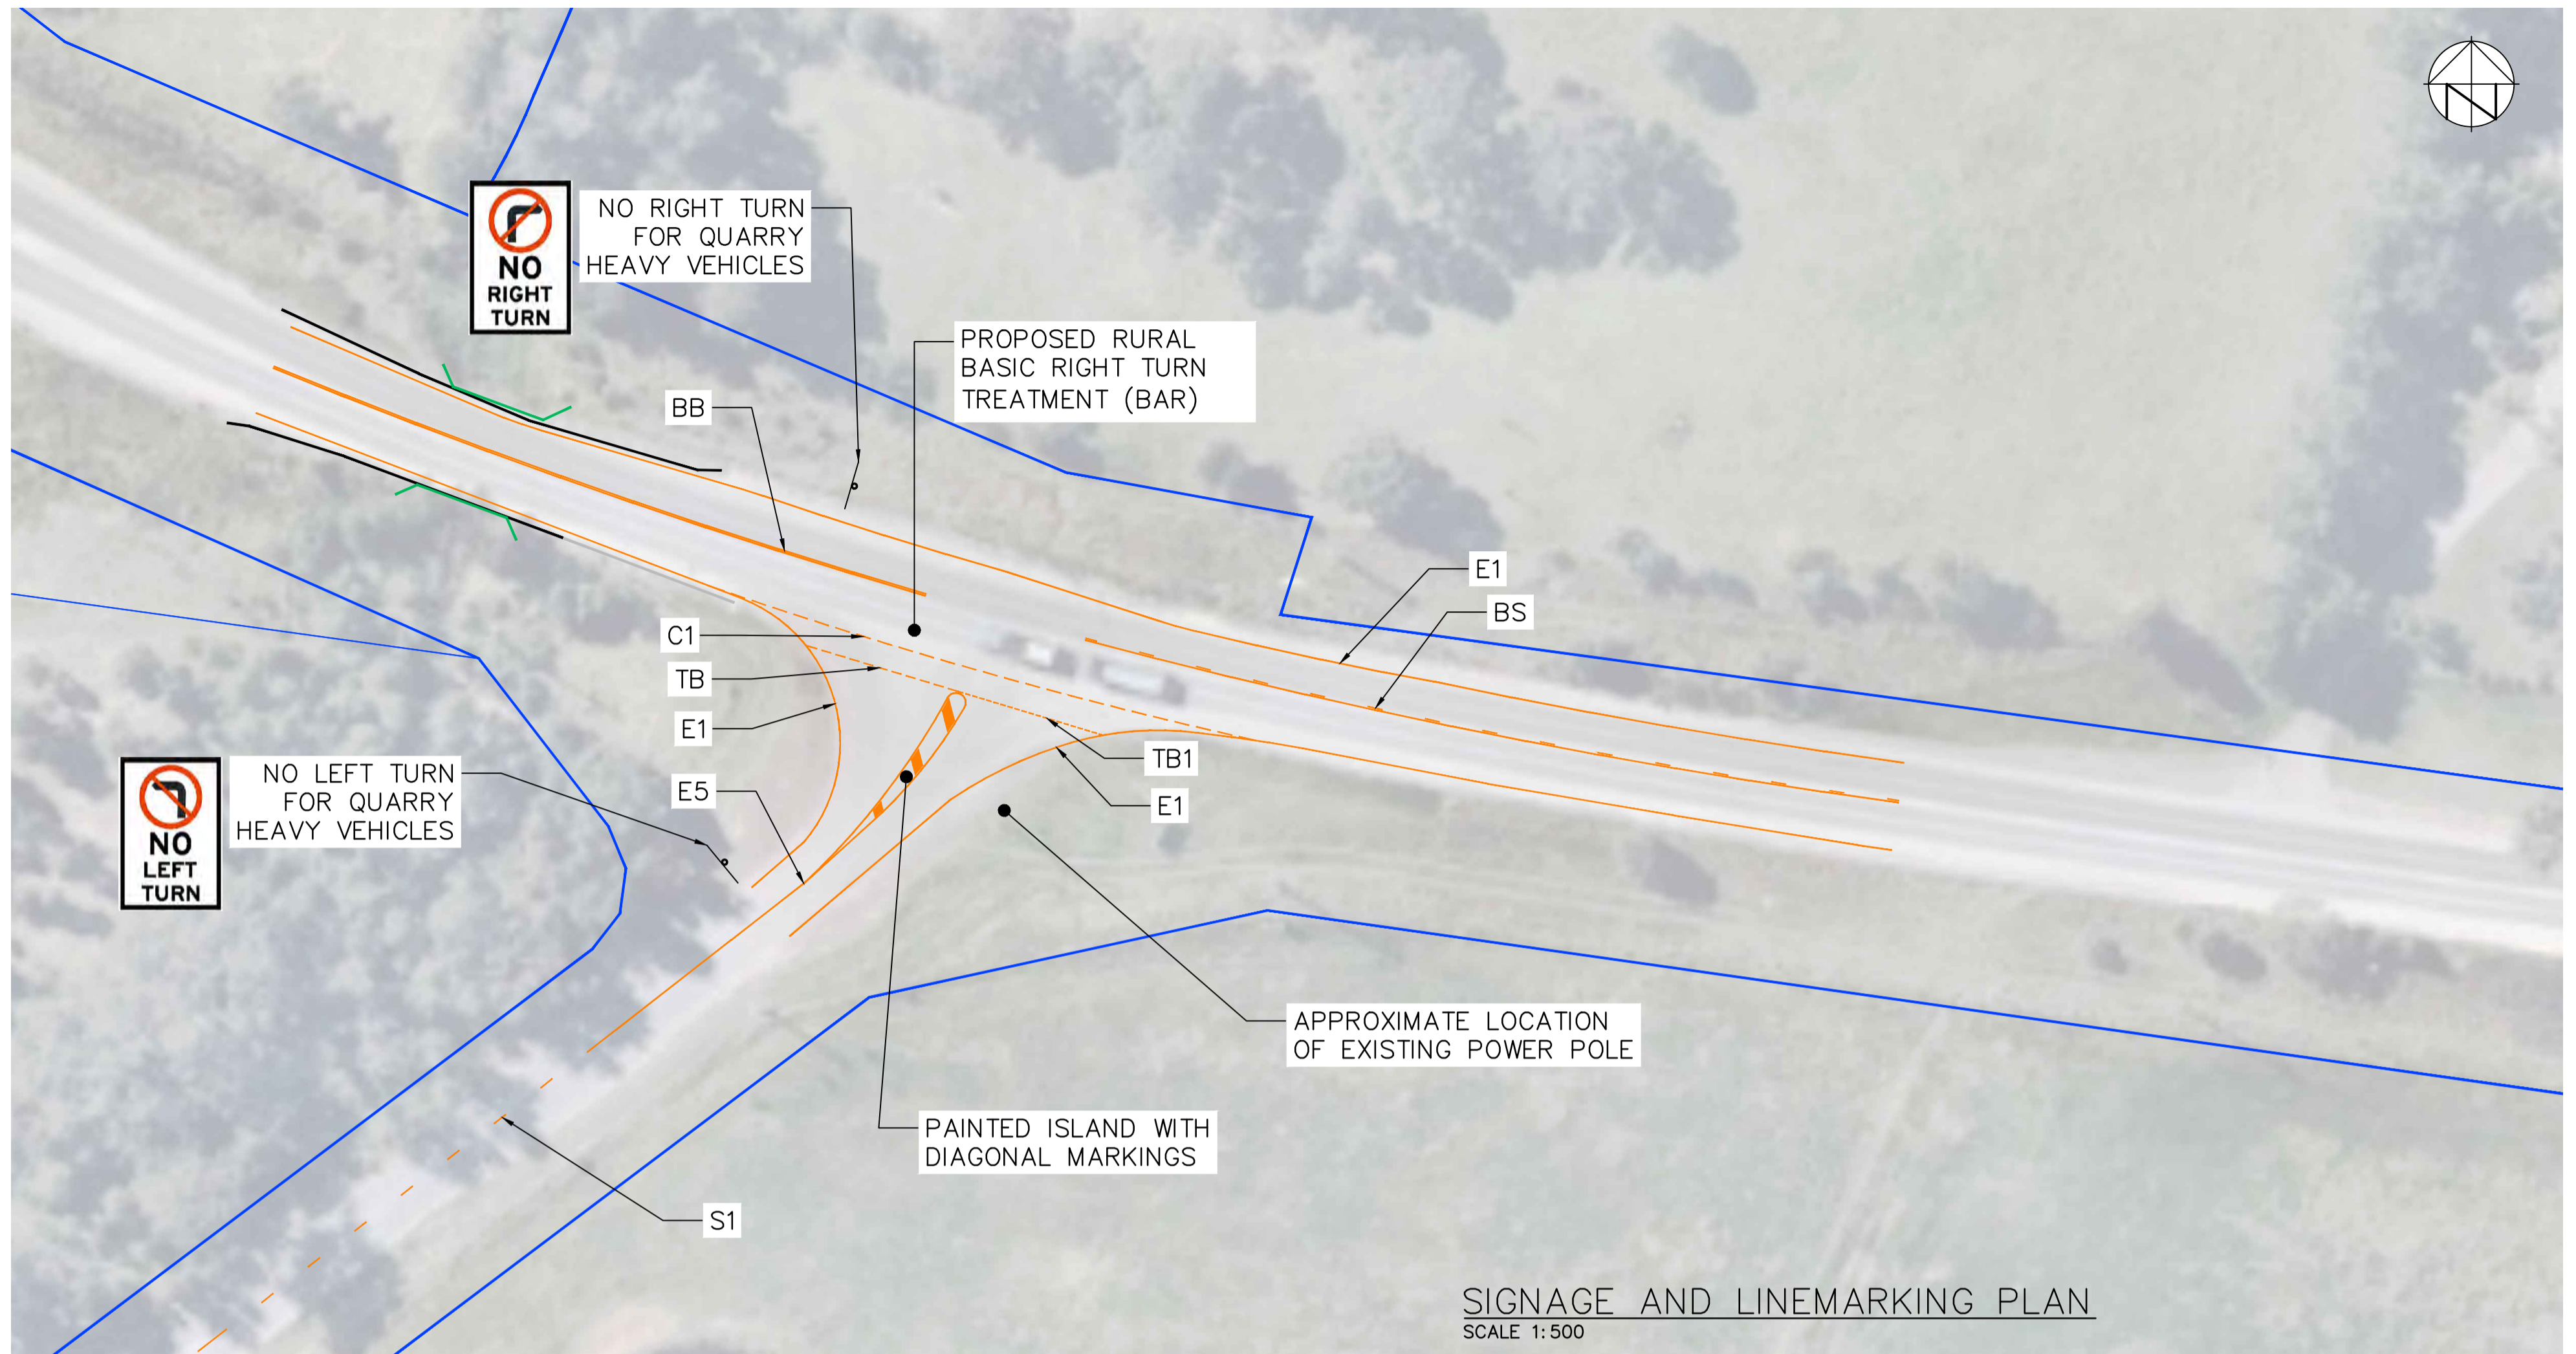 N
NO RIGHT TURN
FOR QUARRY
HEAVY VEHICLES
NO
RIGHT
TURN
PROPOSED RURAL
BASIC RIGHT TURN
TREATMENT (BAR)
BB
E1
BS
C1
TB
E1
TB1
E1
E5
NO LEFT TURN
FOR QUARRY
HEAVY VEHICLES
NO
LEFT
TURN
APPROXIMATE LOCATION
OF EXISTING POWER POLE
PAINTED ISLAND WITH
DIAGONAL MARKINGS
S1
SIGNAGE AND LINEMARKING PLAN
SCALE 1:500